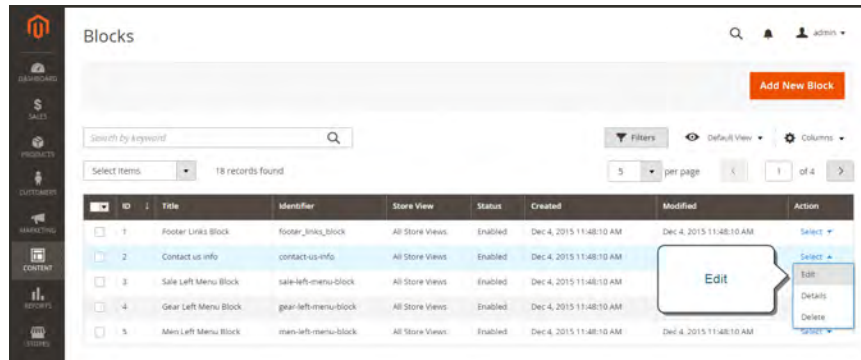 Blocks
admin
DASHBOARD
SALES
PRODUCTS
CUSTOMERS
MARKETING
CONTENT
REPORTS
STORES
Add New Block
Search by keyword
Filters
Default View
Columns
Select Items
18 records found
5 per page
1 of 4
ID Title Identifier Store View Status Created Modified Action
1 Footer Links Block footer_links_block All Store Views Enabled Dec 4, 2015 11:48:10 AM Dec 4, 2015 11:48:10 AM Select
2 Contact us info contact-us-info All Store Views Enabled Dec 4, 2015 11:48:10 AM Select
3 Sale Left Menu Block sale-left-menu-block All Store Views Enabled Dec 4, 2015 11:48:10 AM
4 Gear Left Menu Block gear-left-menu-block All Store Views Enabled Dec 4, 2015 11:48:10 AM
5 Men Left Menu Block men-left-menu-block All Store Views Enabled Dec 4, 2015 11:48:10 AM Dec 4, 2015 11:48:10 AM Select
Edit
Edit
Details
Delete